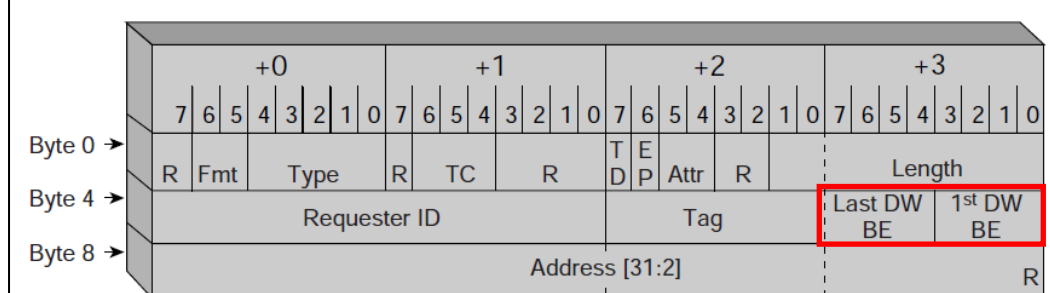 +0 +1 +2 +3
7 6 5 4 3 2 1 0 7 6 5 4 3 2 1 0 7 6 5 4 3 2 1 0 7 6 5 4 3 2 1 0
Byte 0
R Fmt Type R TC R TD EP Attr R Length
Byte 4
Requester ID Tag Last DW BE 1st DW BE
Byte 8
Address [31:2] R